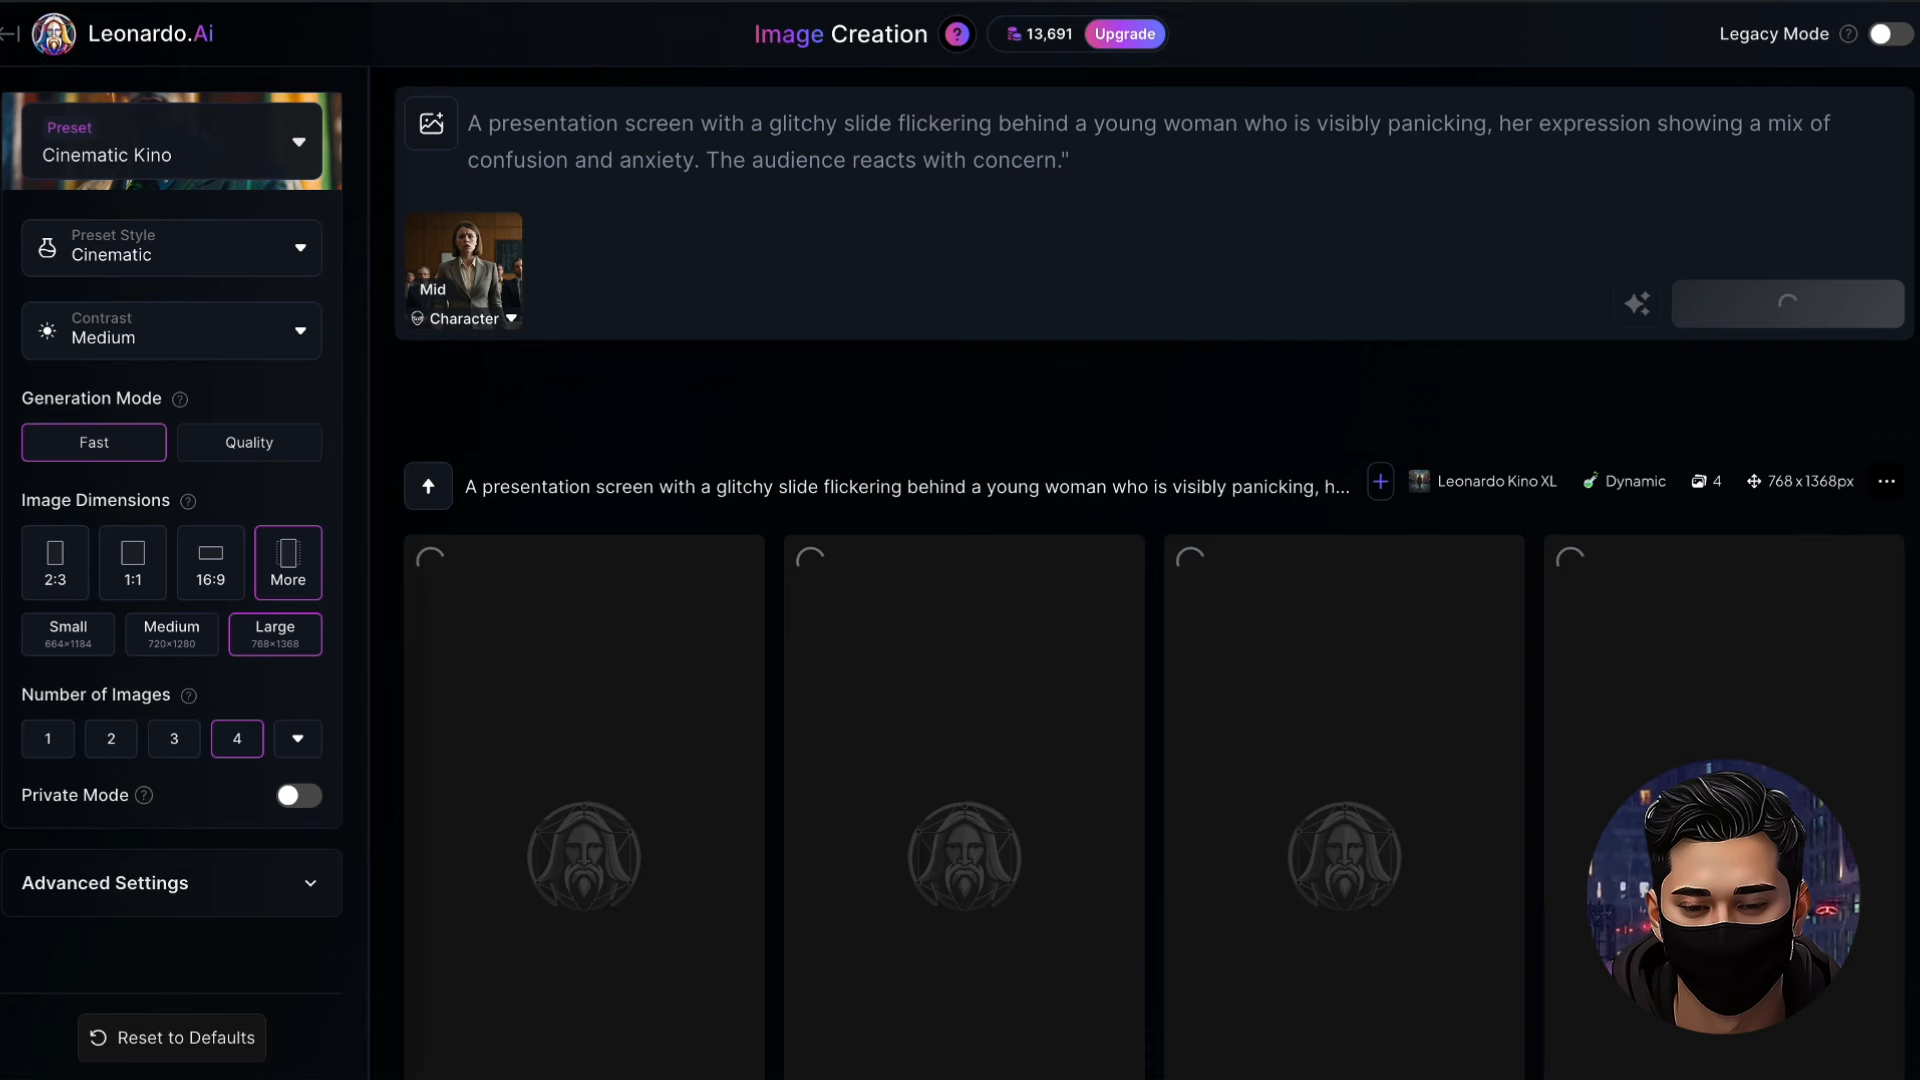 Leonardo.Ai
Image Creation
?
13,691
Upgrade
Legacy Mode ?
Preset
Cinematic Kino
A presentation screen with a glitchy slide flickering behind a young woman who is visibly panicking, her expression showing a mix of
confusion and anxiety. The audience reacts with concern."
Preset Style
Cinematic
Contrast
Medium
Mid
Character
Generation Mode ?
Fast
Quality
Image Dimensions ?
2:3
1:1
16:9
More
Small
664×1184
Medium
720×1280
Large
768×1368
Number of Images ?
1
2
3
4
Private Mode ?
Advanced Settings
Reset to Defaults
A presentation screen with a glitchy slide flickering behind a young woman who is visibly panicking, h...
Leonardo Kino XL
Dynamic
4
768 x 1368px